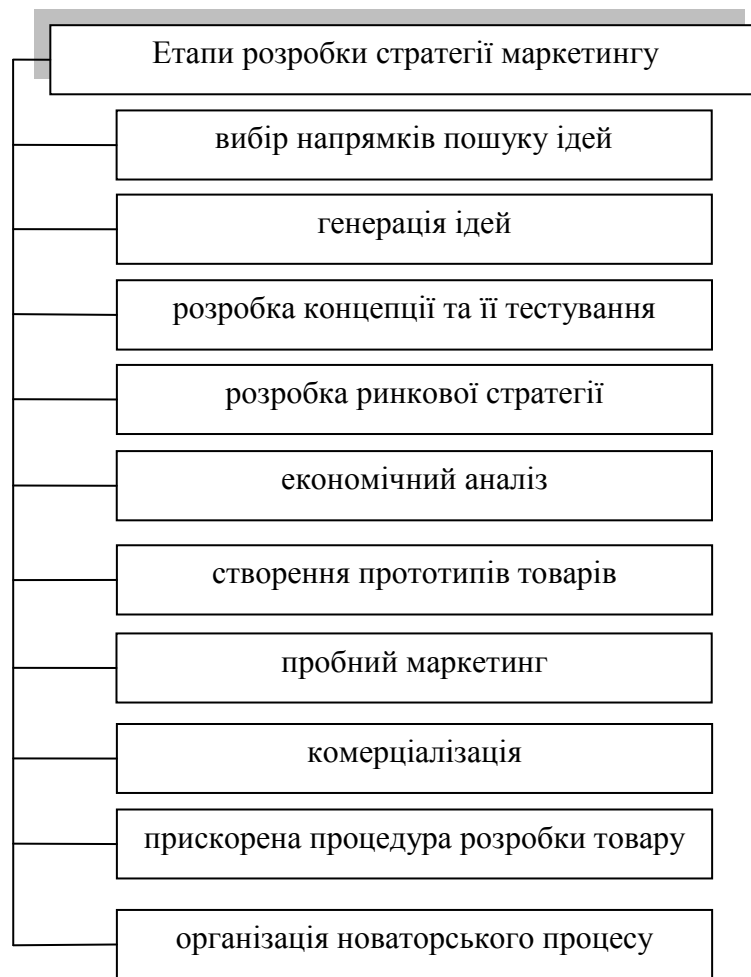 Етапи розробки стратегії маркетингу
вибір напрямків пошуку ідей
генерація ідей
розробка концепції та її тестування
розробка ринкової стратегії
економічний аналіз
створення прототипів товарів
пробний маркетинг
комерціалізація
прискорена процедура розробки товару
організація новаторського процесу